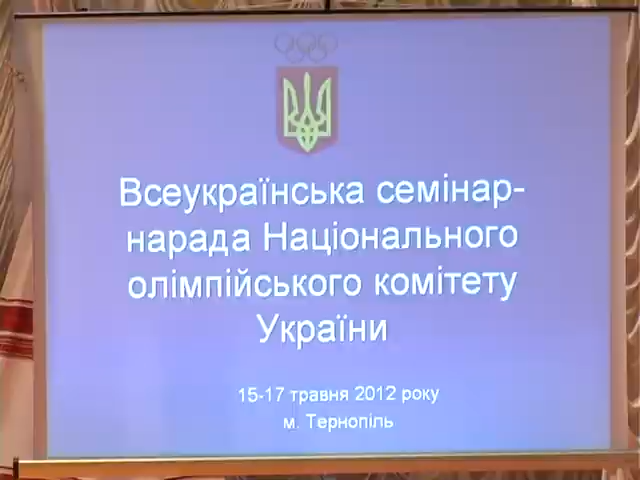 Всеукраїнська семінар-
нарада Національного
олімпійського комітету
України
15-17 травня 2012 року
м. Тернопіль